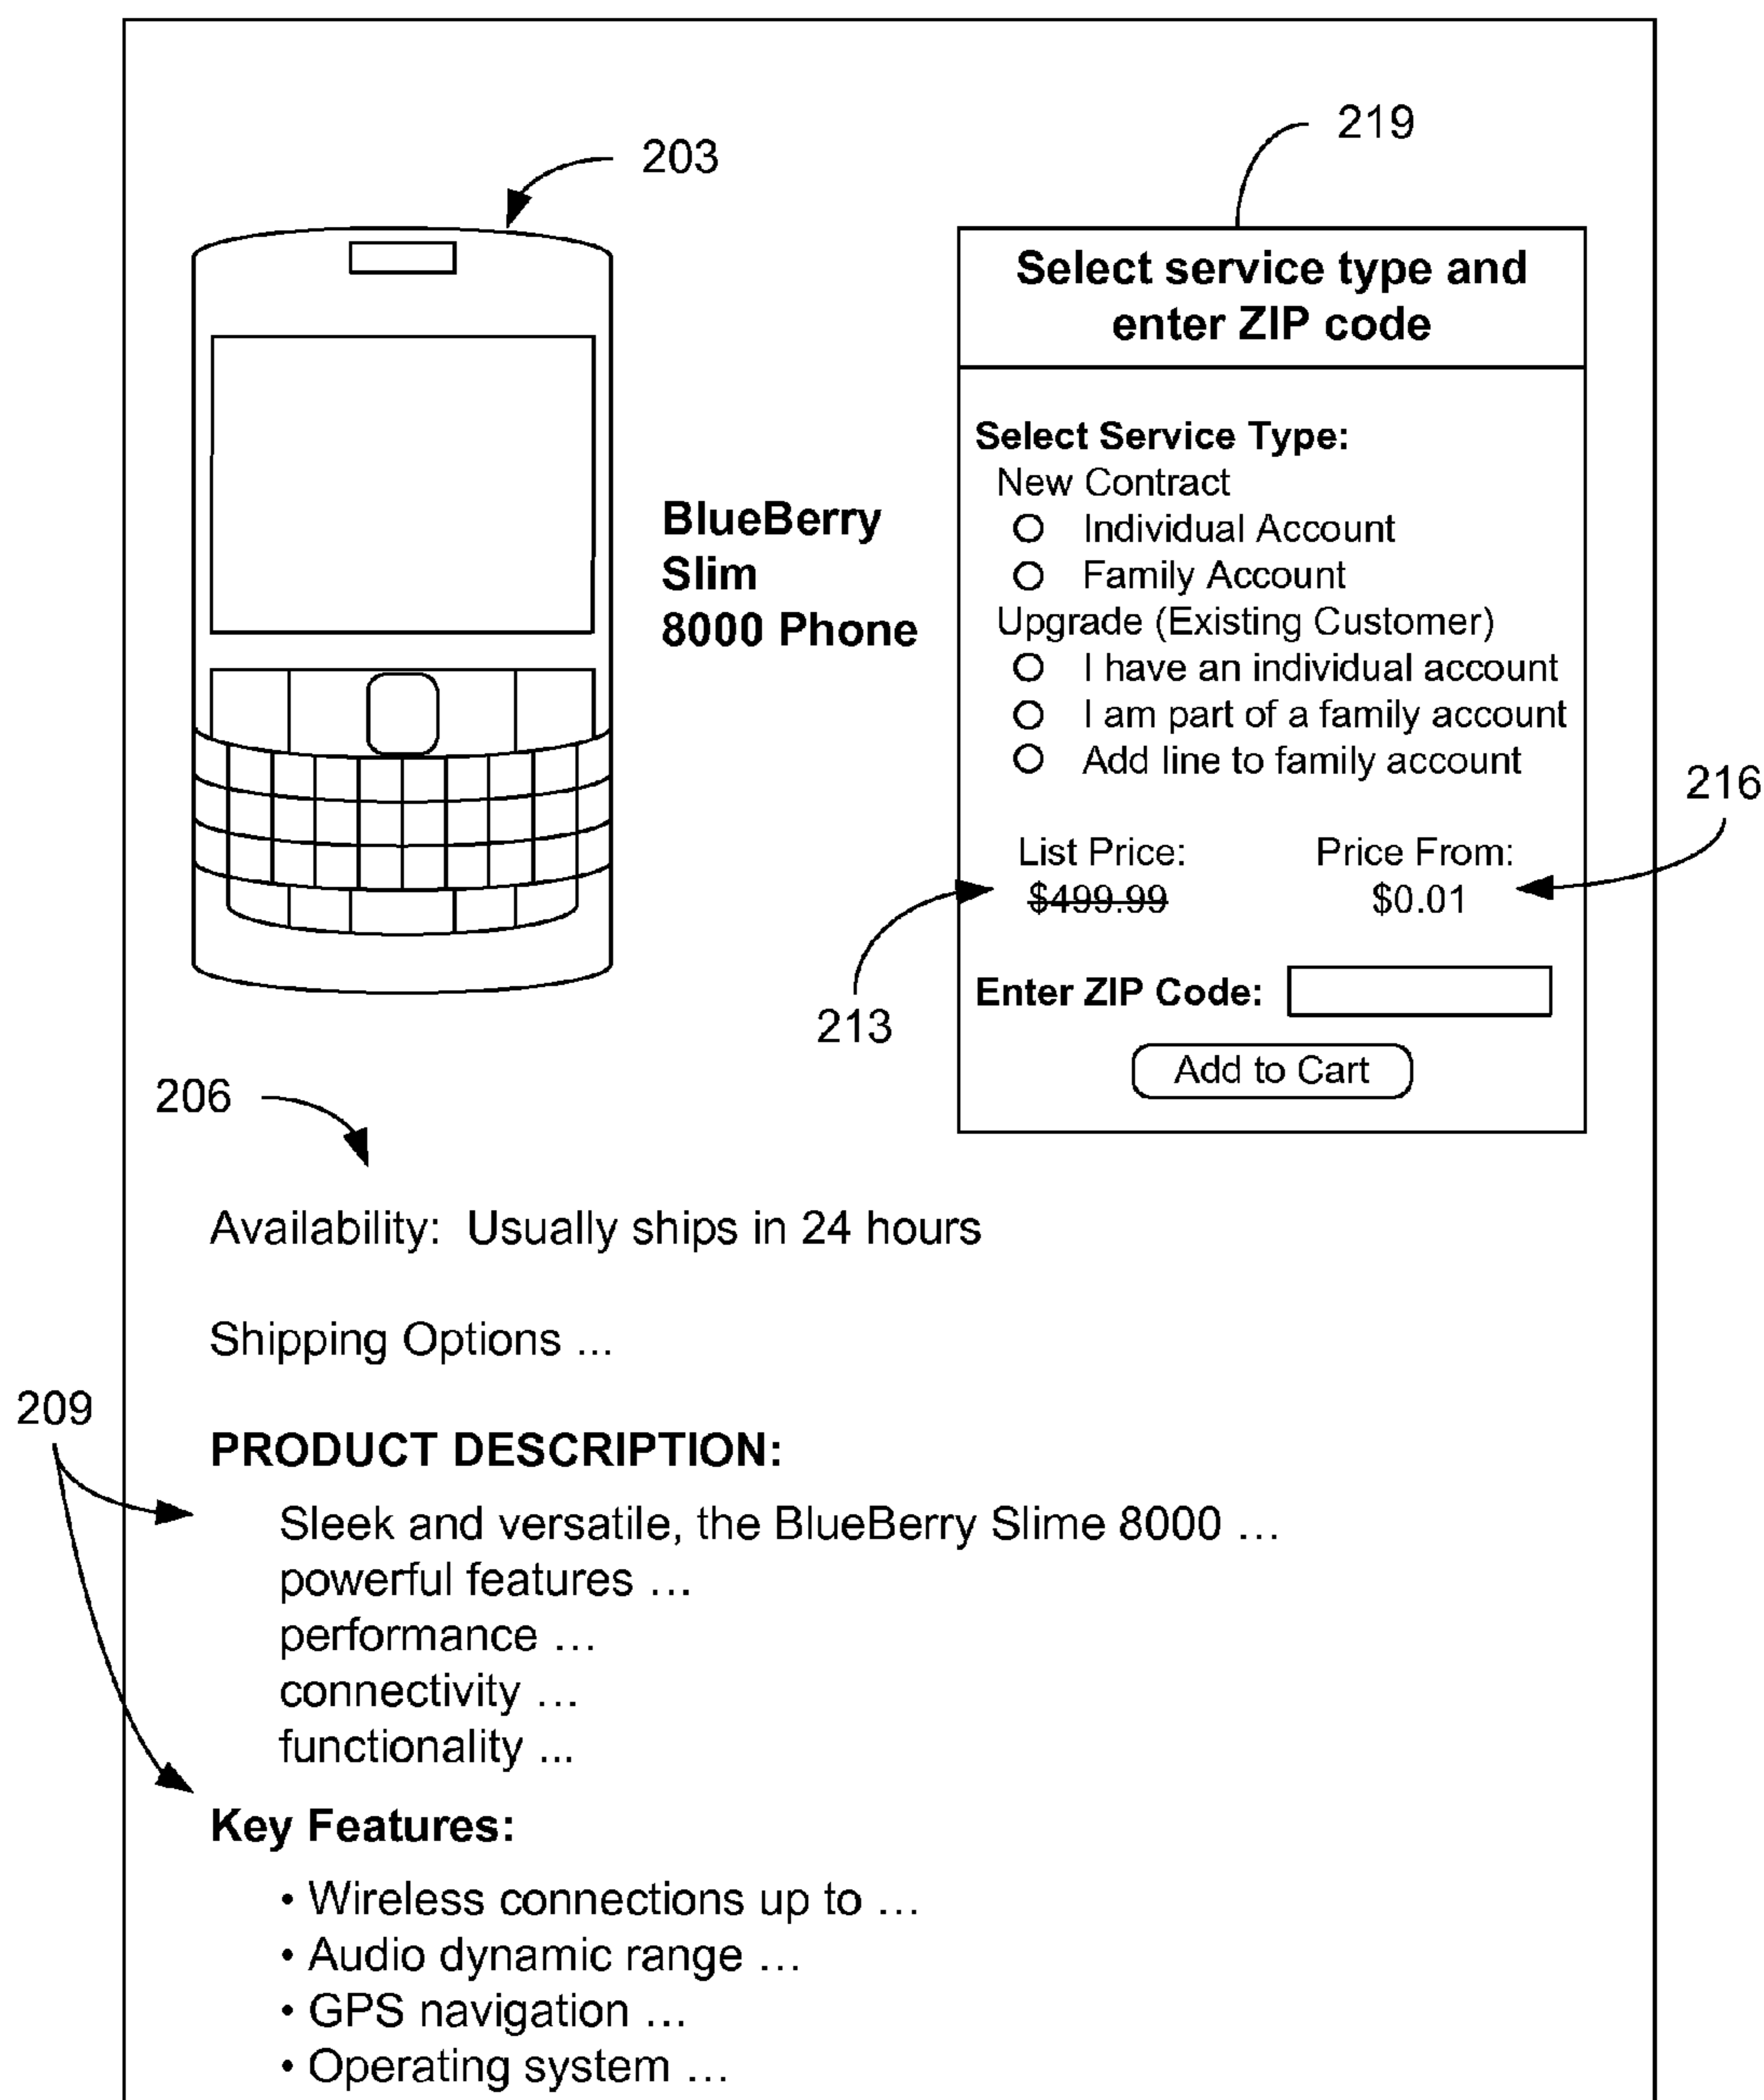 219
203
Select service type and
enter ZIP code
Select Service Type:
New Contract
Individual Account
Family Account
Upgrade (Existing Customer)
I have an individual account
I am part of a family account
Add line to family account
BlueBerry
Slim
8000 Phone
216
List Price: Price From:
$499.99 $0.01
213
Enter ZIP Code:
Add to Cart
206
Availability: Usually ships in 24 hours
Shipping Options ...
209
PRODUCT DESCRIPTION:
Sleek and versatile, the BlueBerry Slime 8000 ...
powerful features ...
performance ...
connectivity ...
functionality ...
Key Features:
• Wireless connections up to ...
• Audio dynamic range ...
• GPS navigation ...
• Operating system ...